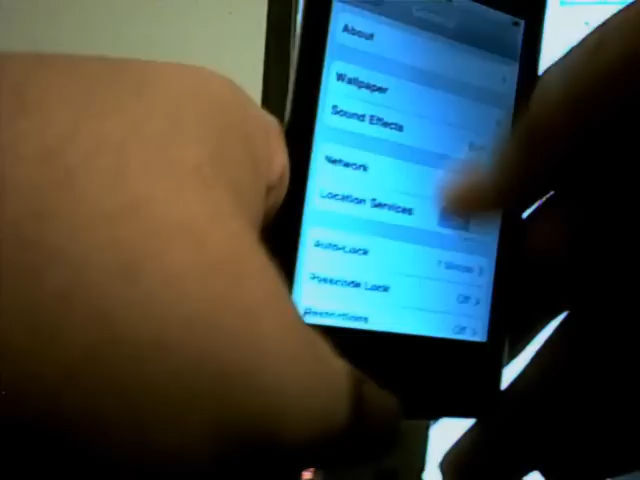 About
Wallpaper
Sound Effects
Network
Location Services
Auto-Lock
Passcode Lock Off
Restrictions Off